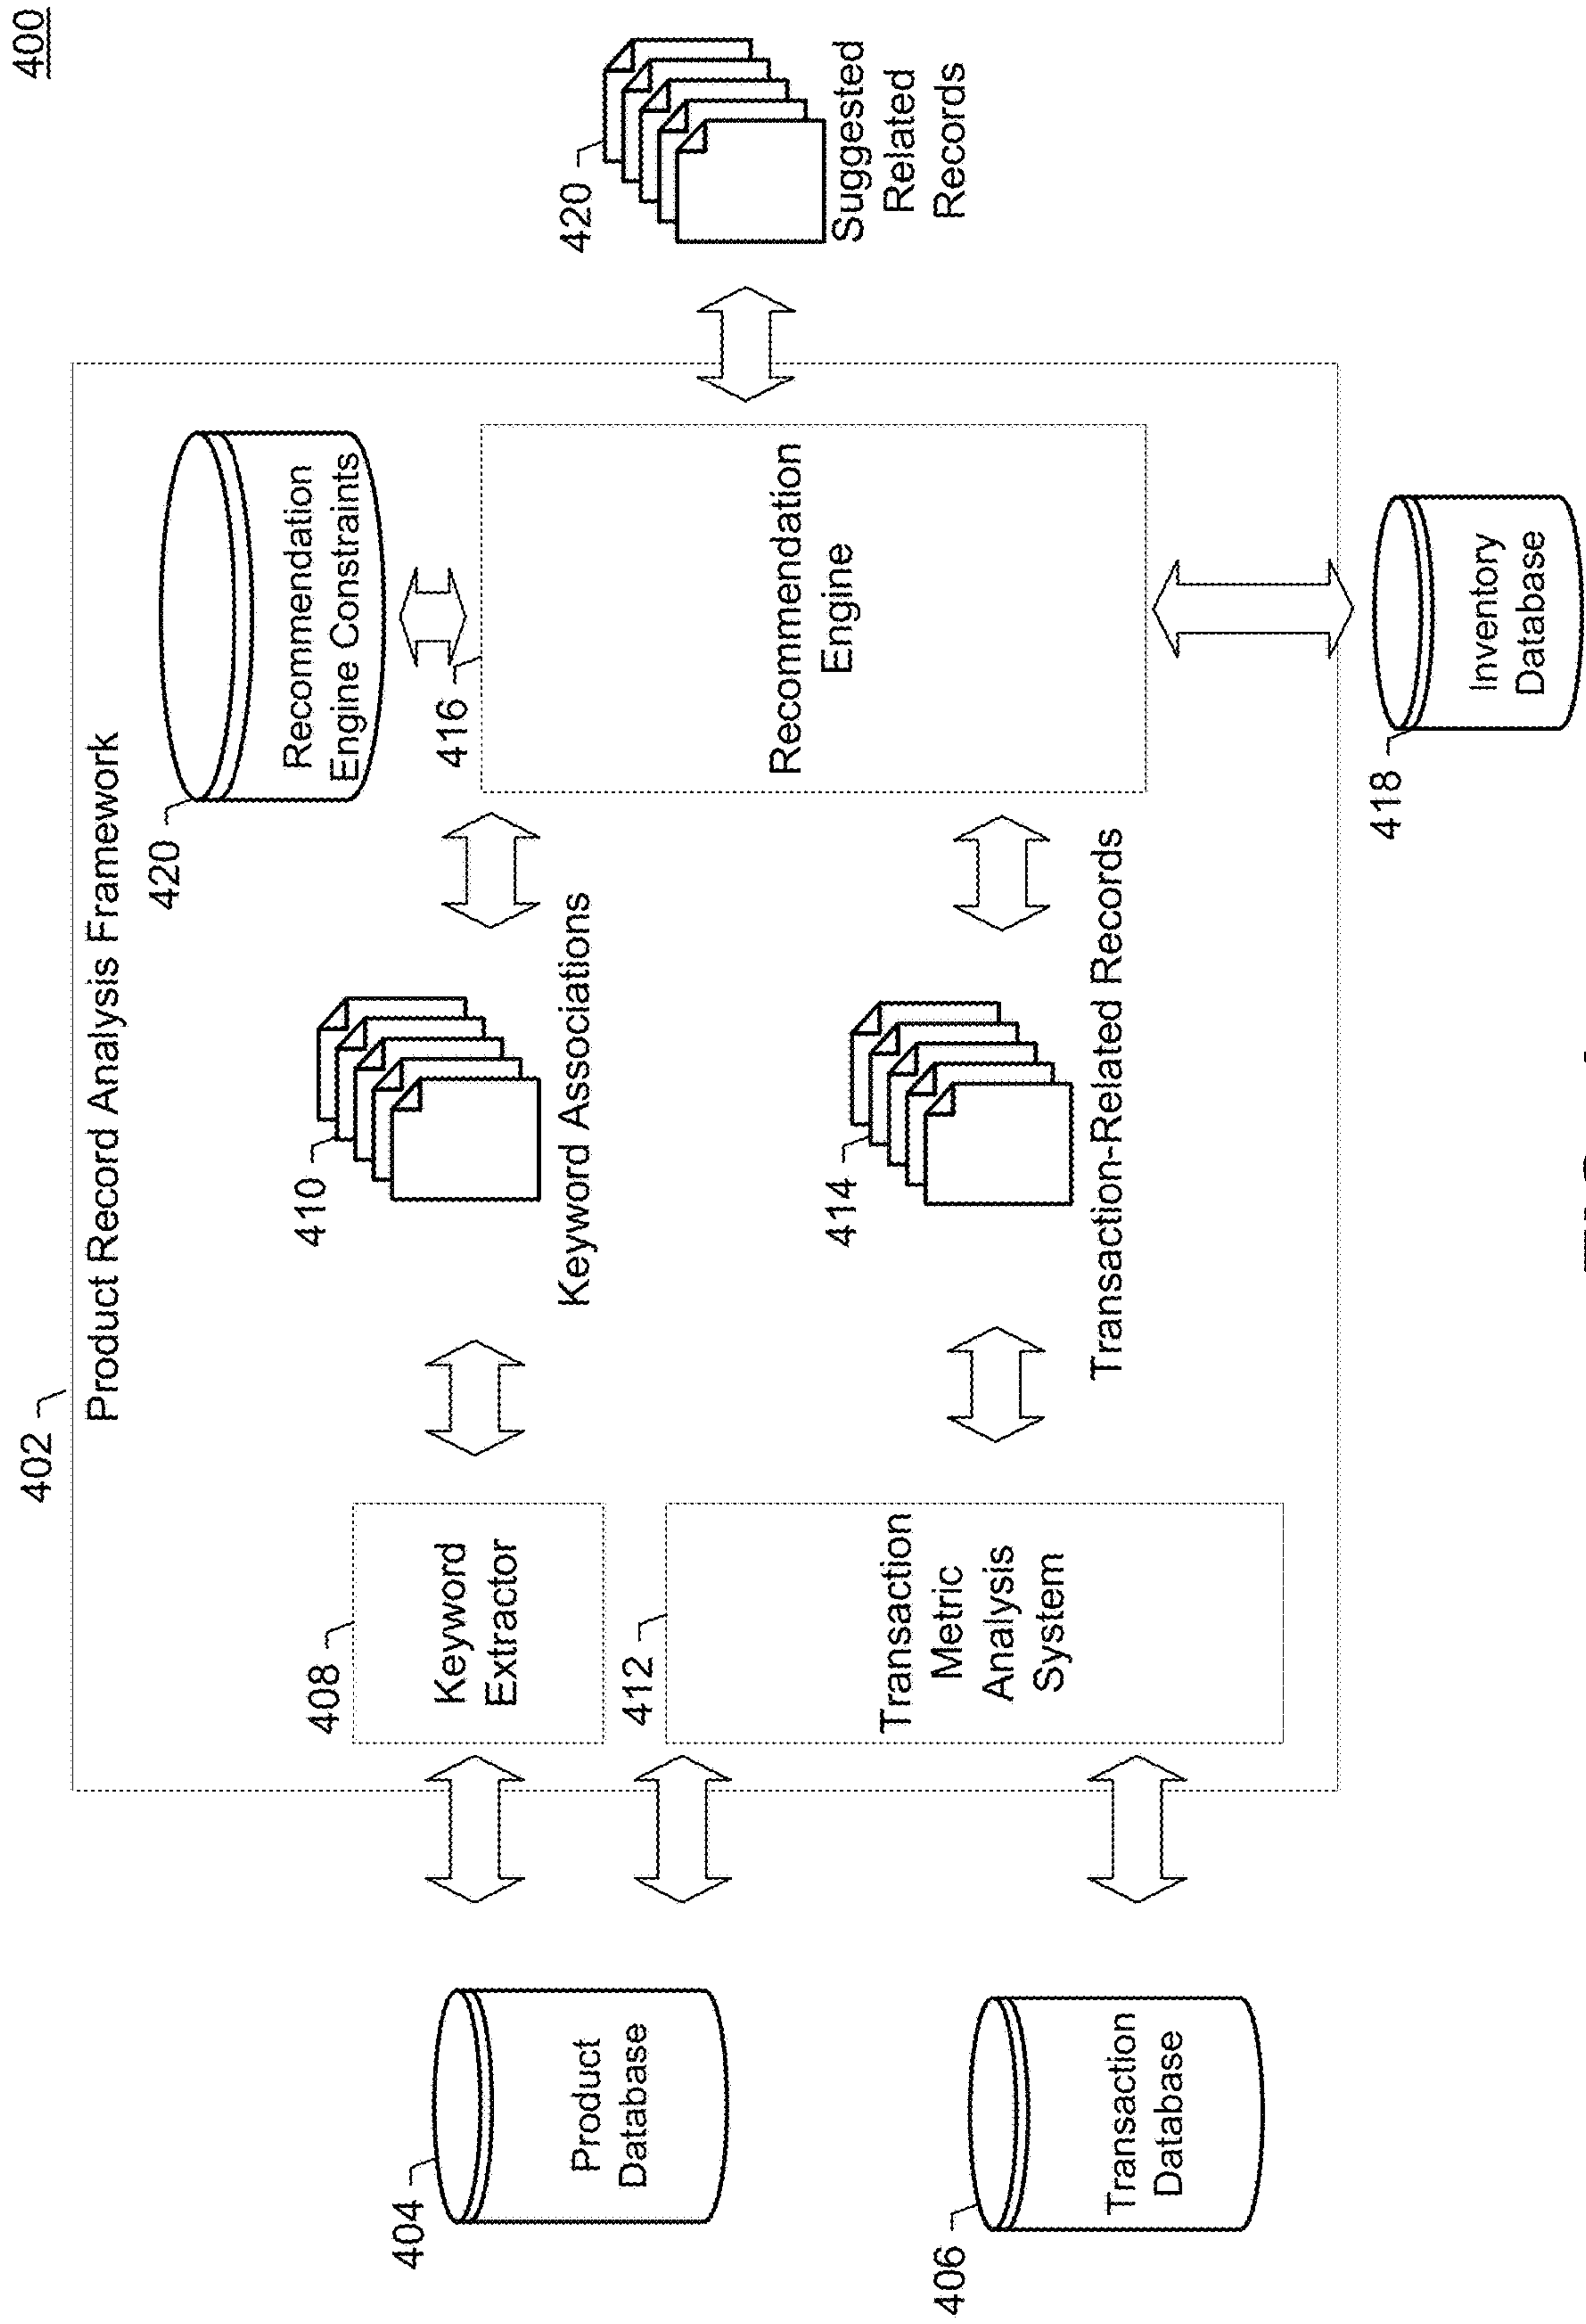 400
402
Product Record Analysis Framework
404
Product
Database
406
Transaction
Database
408
Keyword
Extractor
412
Transaction
Metric
Analysis
System
410
Keyword Associations
414
Transaction-Related Records
420
Recommendation
Engine Constraints
416
Recommendation
Engine
418
Inventory
Database
420
Suggested
Related
Records